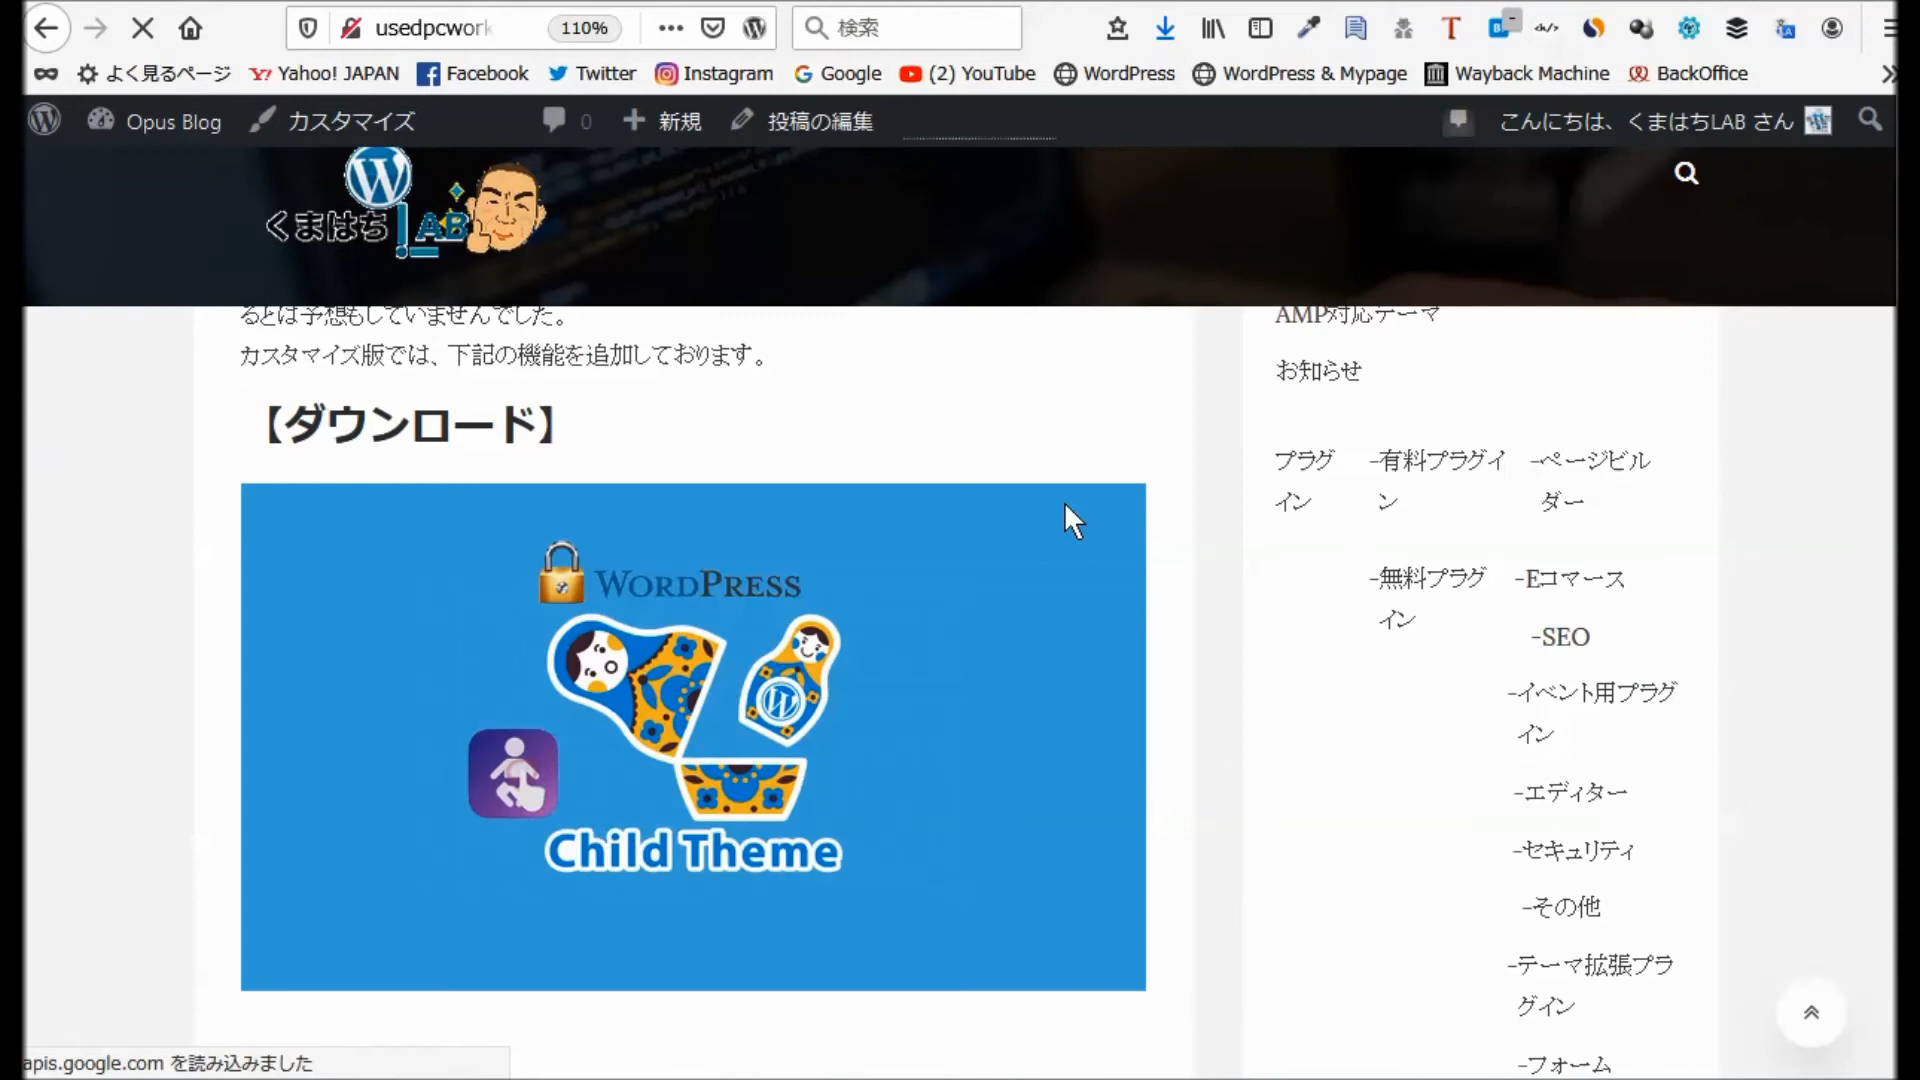 usedpcwork
110%
検索
よく見るページ
Yahoo! JAPAN
Facebook
Twitter
Instagram
Google
(2) YouTube
WordPress
WordPress & Mypage
Wayback Machine
BackOffice
Opus Blog
カスタマイズ
0
新規
投稿の編集
こんにちは、くまはちLAB さん
くまはちLAB
るとは予想もしていませんでした。
カスタマイズ版では、下記の機能を追加しております。
【ダウンロード】
WORDPRESS
Child Theme
AMP対応テーマ
お知らせ
プラグ
イン
-有料プラグイ
ン
-ページビル
ダー
-無料プラグ
イン
-Eコマース
-SEO
-イベント用プラグ
イン
-エディター
-セキュリティ
-その他
-テーマ拡張プラ
グイン
-フォーム
apis.google.com を読み込みました